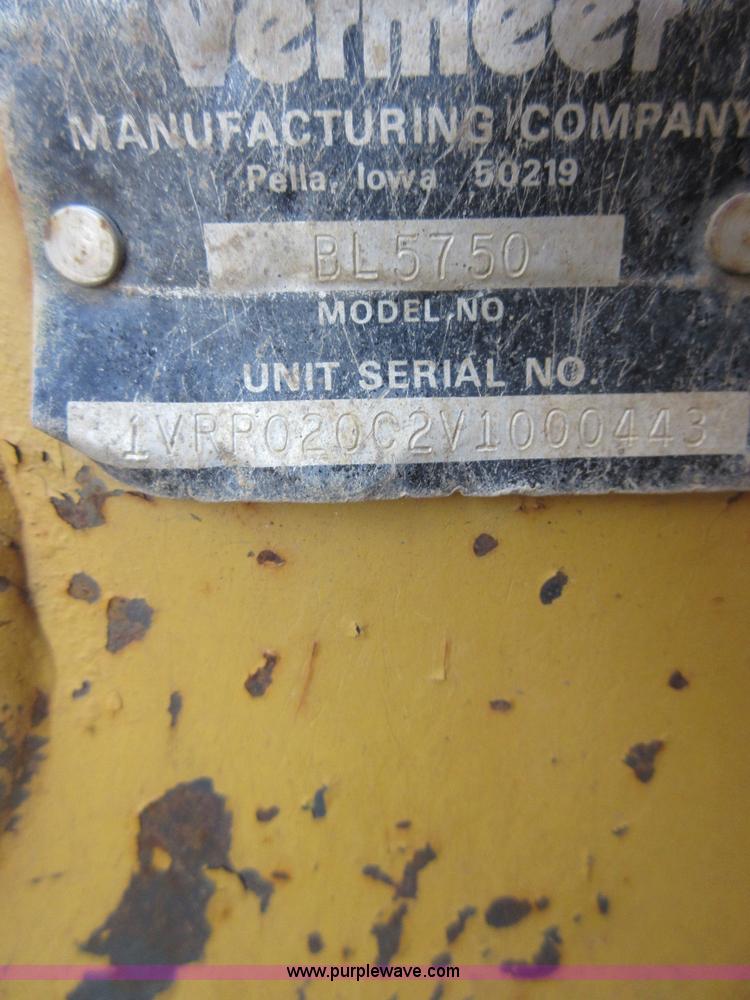 Vermeer
MANUFACTURING COMPANY
Pella, Iowa 50219
BL5750
MODEL NO.
UNIT SERIAL NO.
1VRP020C2V1000443
www.purplewave.com